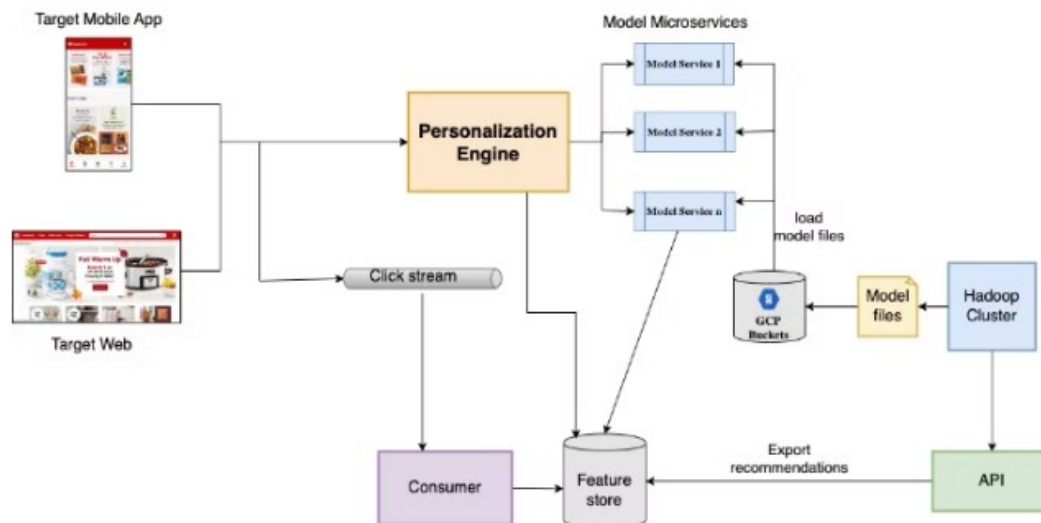 Target Mobile App
Model Microservices
Model Service 1
Personalization
Engine
Model Service 2
Model Service n
load
model files
Click stream
GCP
Buckets
Model
files
Hadoop
Cluster
Target Web
Export
recommendations
Consumer
Feature
store
API